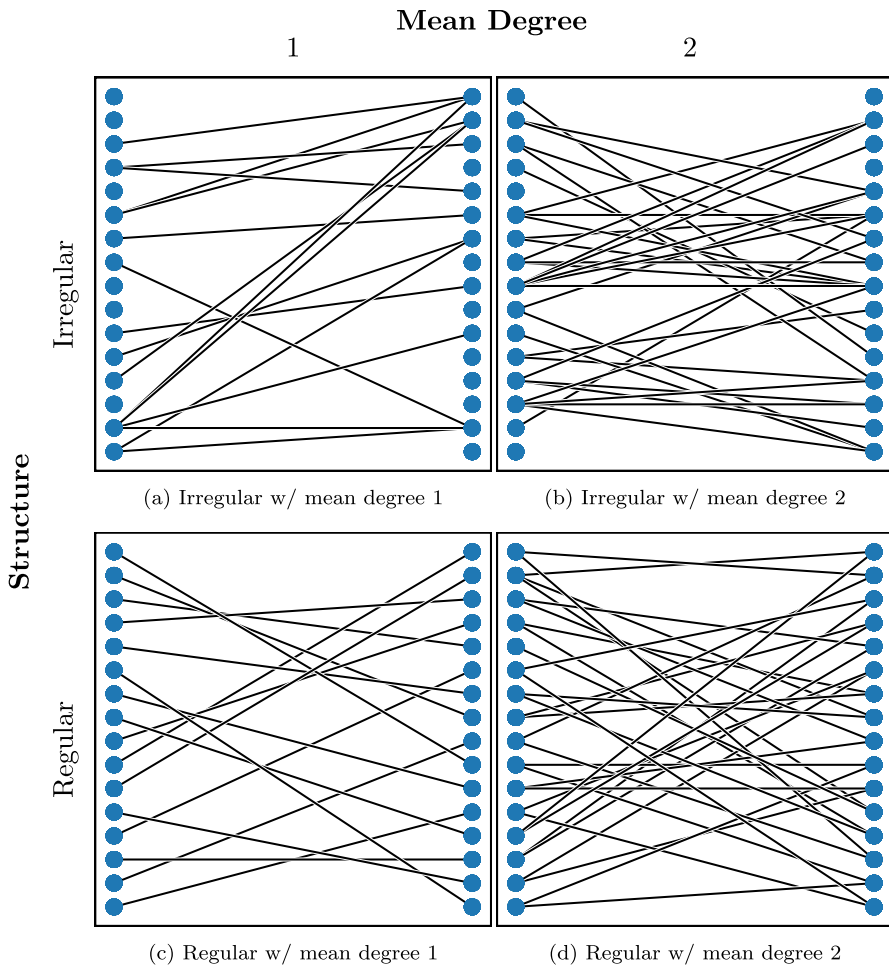 Mean Degree
1
2
Irregular
(a) Irregular w/ mean degree 1
(b) Irregular w/ mean degree 2
Structure
Regular
(c) Regular w/ mean degree 1
(d) Regular w/ mean degree 2